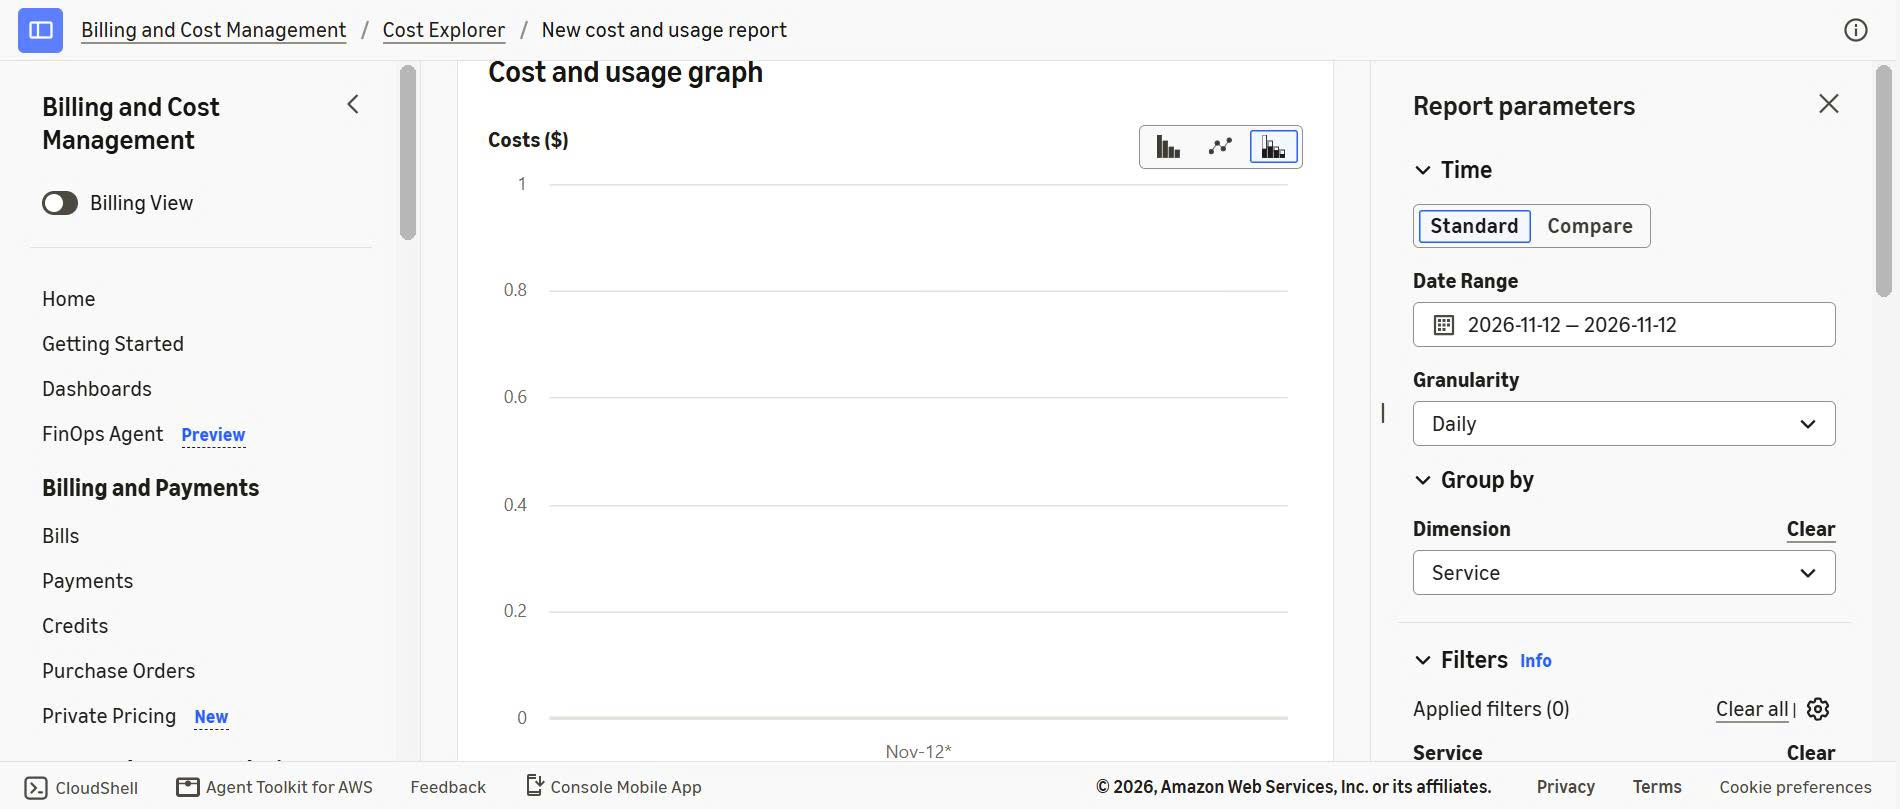 Billing and Cost Management / Cost Explorer / New cost and usage report
Billing and Cost
Management
Billing View
Home
Getting Started
Dashboards
FinOps Agent Preview
Billing and Payments
Bills
Payments
Credits
Purchase Orders
Private Pricing New
Cost and usage graph
Costs ($)
1
0.8
0.6
0.4
0.2
0
Nov-12*
Report parameters
Time
Standard Compare
Date Range
2026-11-12 — 2026-11-12
Granularity
Daily
Group by
Dimension Clear
Service
Filters Info
Applied filters (0) Clear all |
Service Clear
CloudShell Agent Toolkit for AWS Feedback Console Mobile App © 2026, Amazon Web Services, Inc. or its affiliates. Privacy Terms Cookie preferences